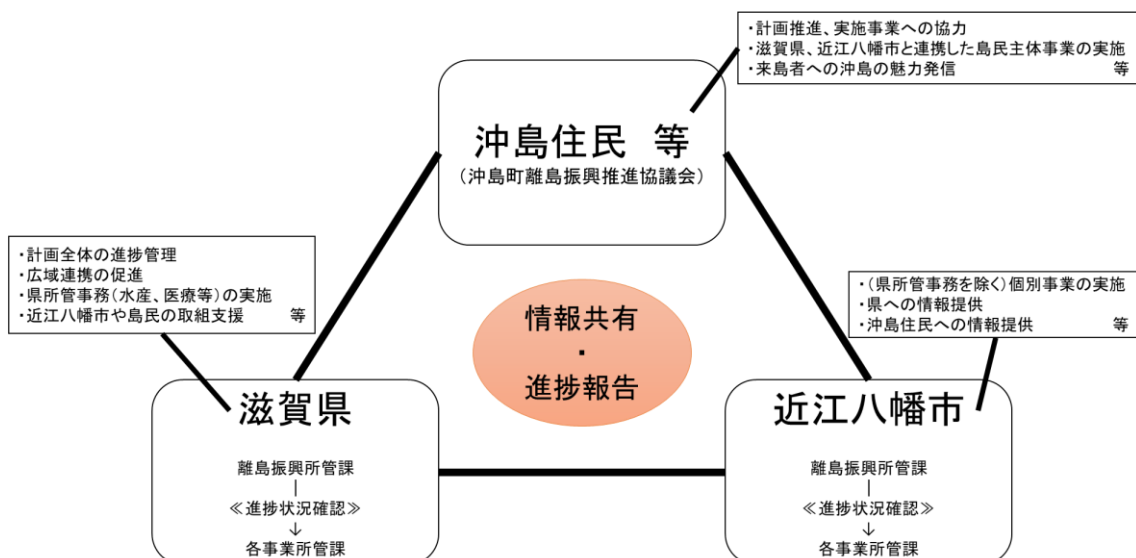 ・計画推進、実施事業への協力
・滋賀県、近江八幡市と連携した島民主体事業の実施
・来島者への沖島の魅力発信 等
沖島住民 等
（沖島町離島振興推進協議会）
・計画全体の進捗管理
・広域連携の促進
・県所管事務（水産、医療等）の実施
・近江八幡市や島民の取組支援 等
・（県所管事務を除く）個別事業の実施
・県への情報提供
・沖島住民への情報提供 等
情報共有
・
進捗報告
滋賀県
離島振興所管課
≪進捗状況確認≫
↓
各事業所管課
近江八幡市
離島振興所管課
≪進捗状況確認≫
↓
各事業所管課